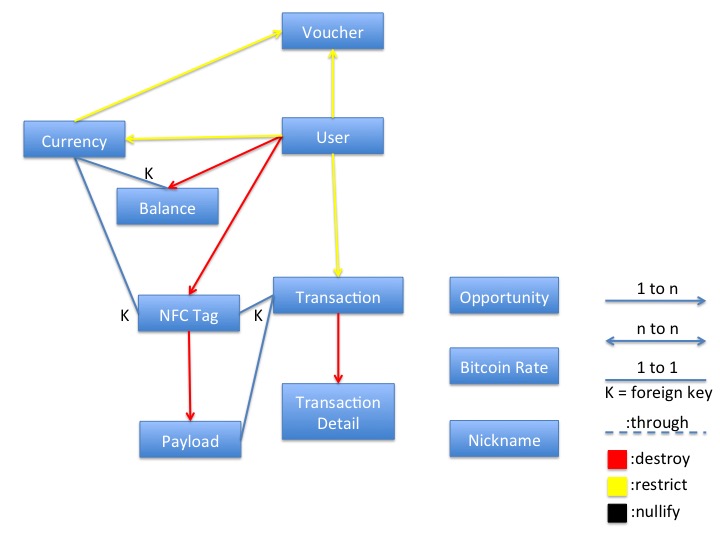 Voucher
Currency
User
K
Balance
K
NFC Tag
K
Transaction
Opportunity
1 to n
n to n
Bitcoin Rate
1 to 1
K = foreign key
Transaction
Detail
:through
Payload
Nickname
:destroy
:restrict
:nullify